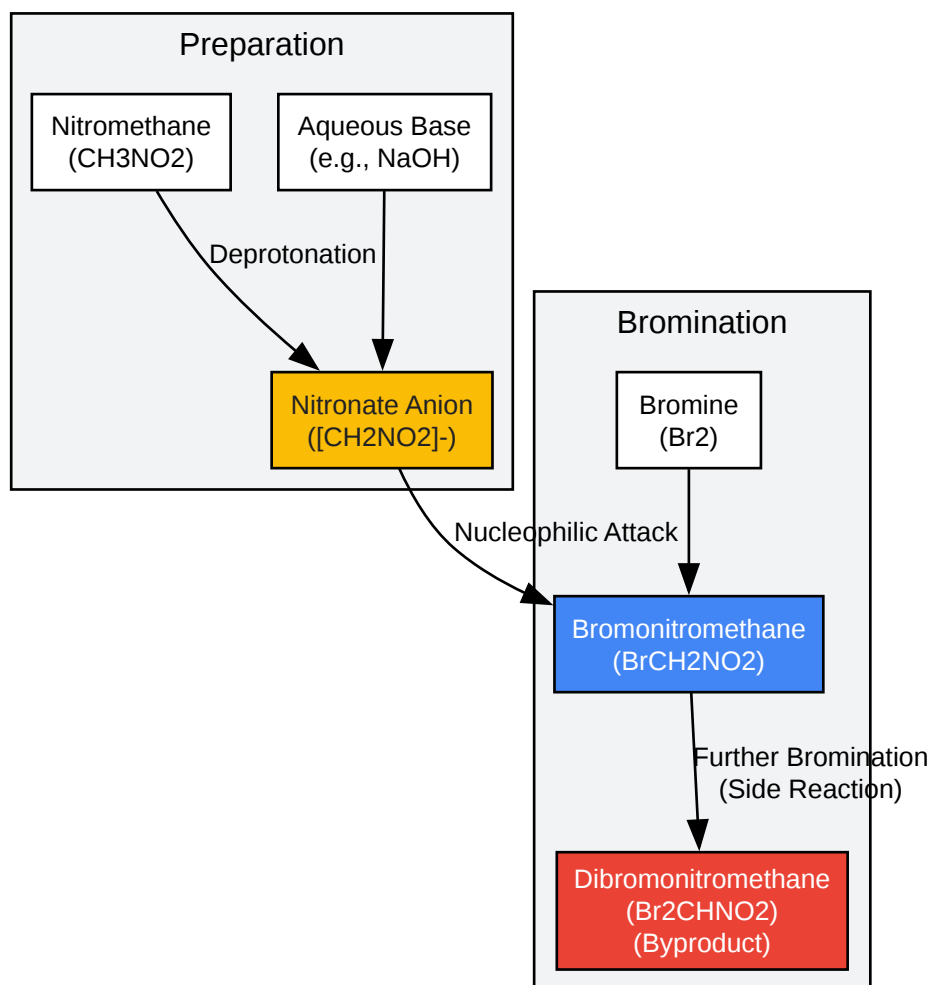 Preparation
Nitromethane
(CH3NO2)
Aqueous Base
(e.g., NaOH)
Deprotonation
Nitronate Anion
([CH2NO2]-)
Bromination
Bromine
(Br2)
Nucleophilic Attack
Bromonitromethane
(BrCH2NO2)
Further Bromination
(Side Reaction)
Dibromonitromethane
(Br2CHNO2)
(Byproduct)